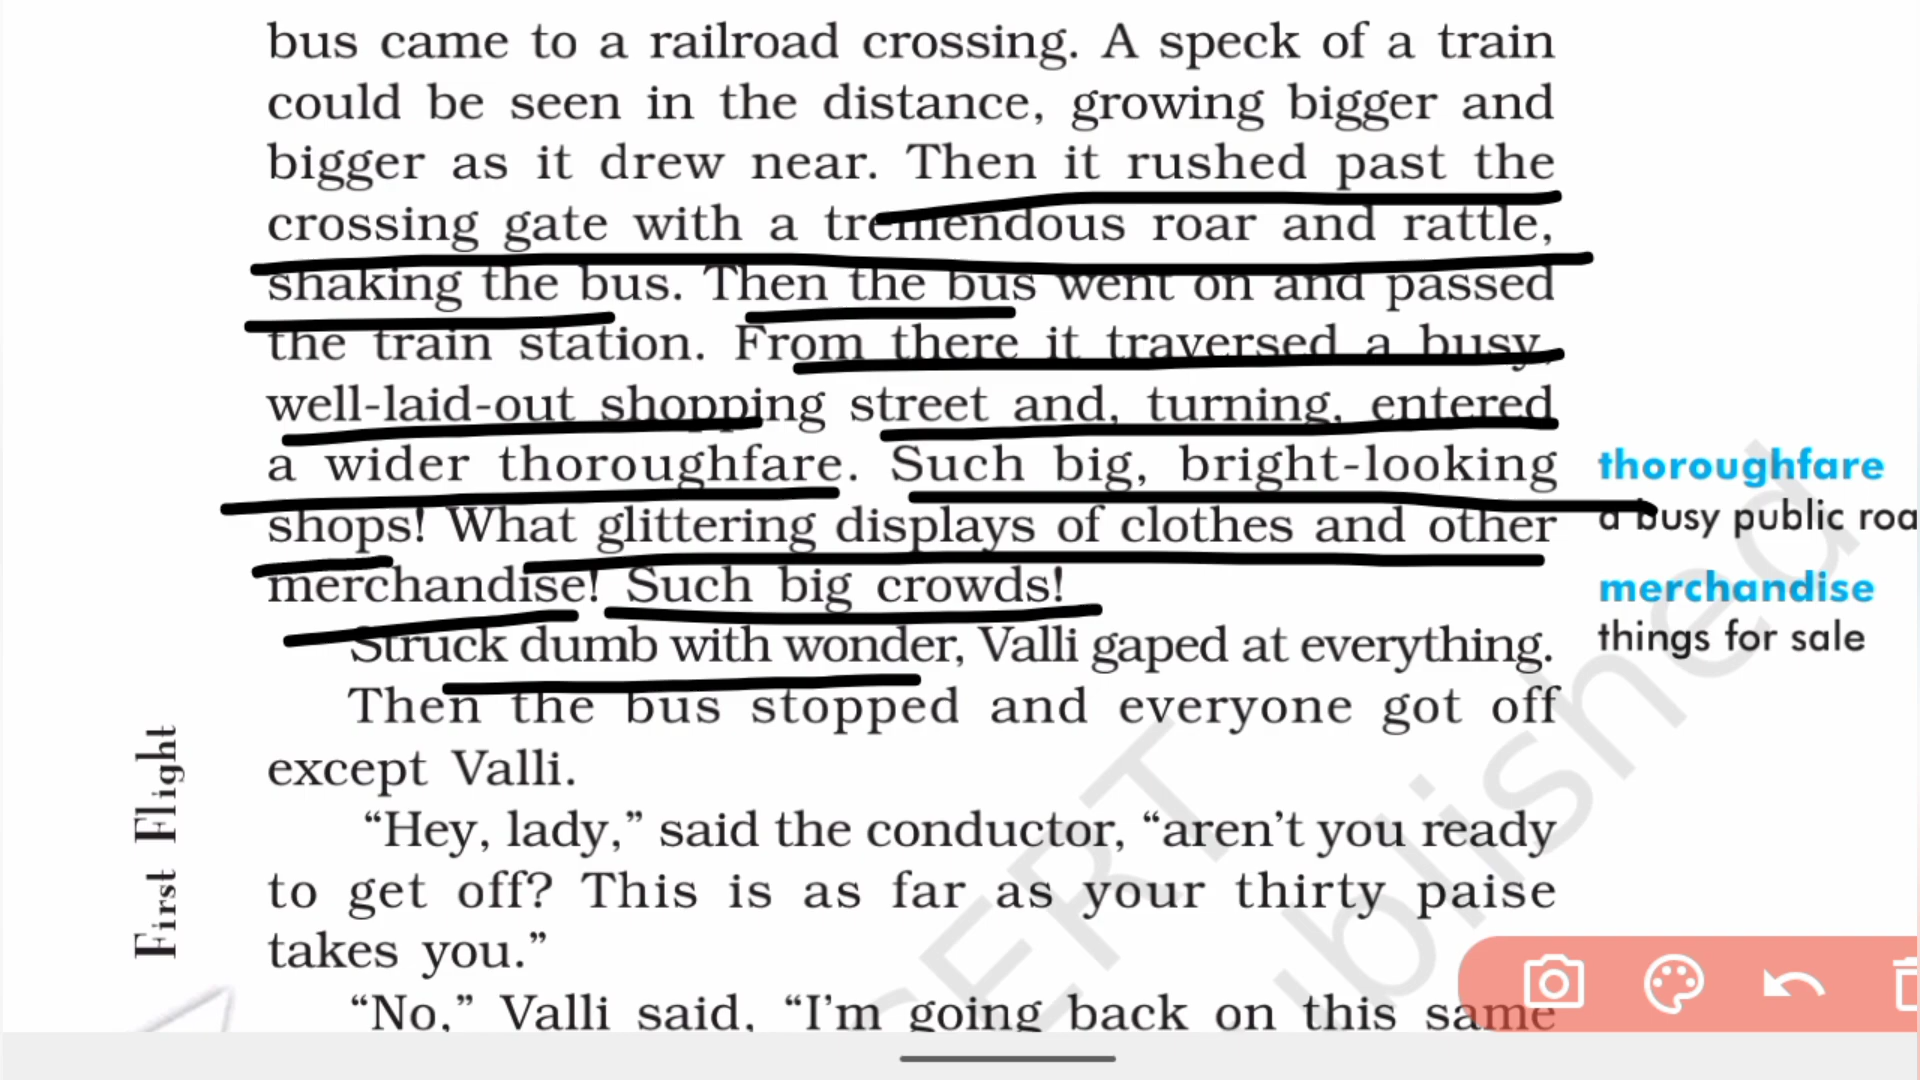 bus came to a railroad crossing. A speck of a train
could be seen in the distance, growing bigger and
bigger as it drew near. Then it rushed past the
crossing gate with a tremendous roar and rattle,
shaking the bus. Then the bus went on and passed
the train station. From there it traversed a busy,
well-laid-out shopping street and, turning, entered
a wider thoroughfare. Such big, bright-looking
shops! What glittering displays of clothes and other
merchandise! Such big crowds!
Struck dumb with wonder, Valli gaped at everything.
Then the bus stopped and everyone got off
except Valli.
“Hey, lady,” said the conductor, “aren’t you ready
to get off? This is as far as your thirty paise
takes you.”
“No,” Valli said, “I’m going back on this same
thoroughfare
a busy public roa
merchandise
things for sale
First Flight